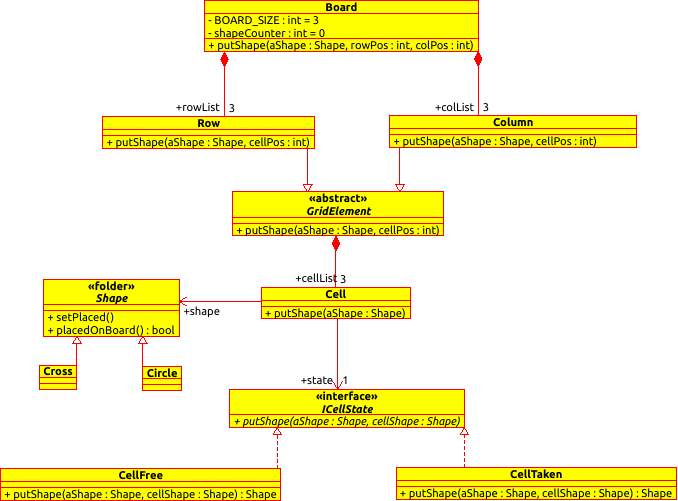 Board
- BOARD_SIZE : int = 3
- shapeCounter : int = 0
+ putShape(aShape : Shape, rowPos : int, colPos : int)
+rowList 3
+colList 3
Row
+ putShape(aShape : Shape, cellPos : int)
Column
+ putShape(aShape : Shape, cellPos : int)
«abstract»
GridElement
+ putShape(aShape : Shape, cellPos : int)
+cellList 3
«folder»
Shape
+ setPlaced()
+ placedOnBoard() : bool
+shape
Cell
+ putShape(aShape : Shape)
Cross
Circle
+state 1
«interface»
ICellState
+ putShape(aShape : Shape, cellShape : Shape)
CellFree
+ putShape(aShape : Shape, cellShape : Shape) : Shape
CellTaken
+ putShape(aShape : Shape, cellShape : Shape) : Shape